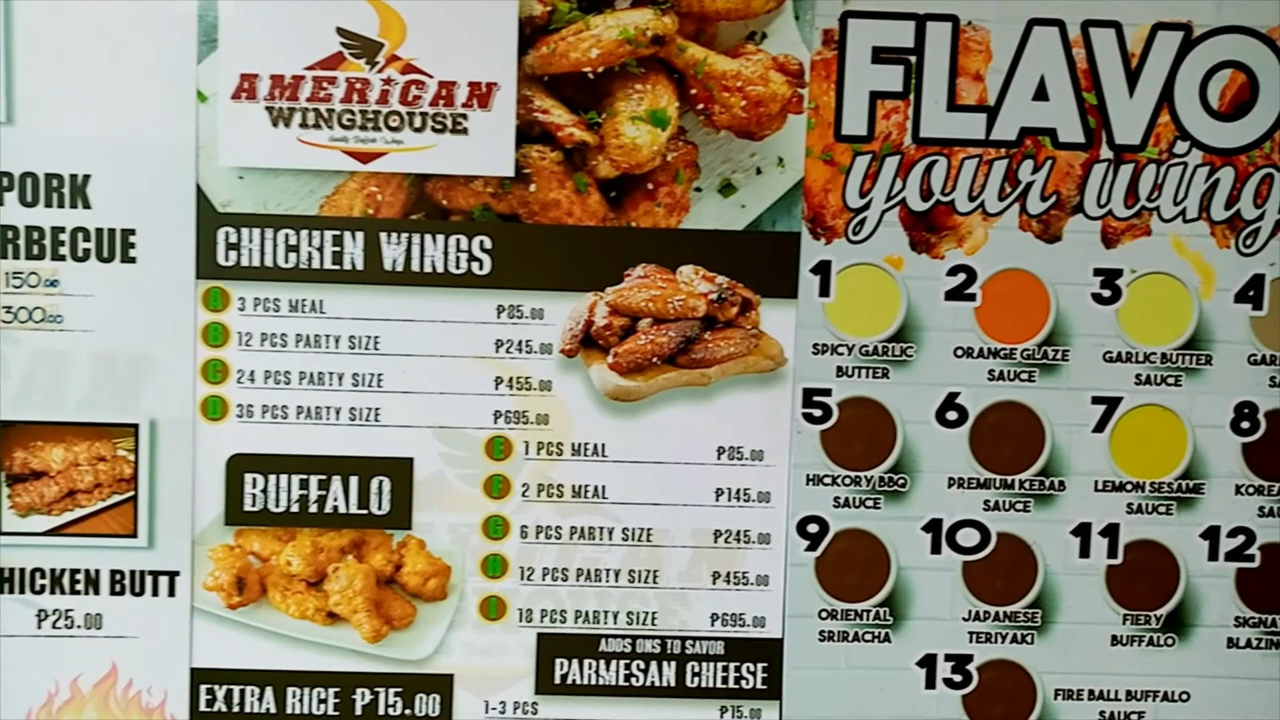 PORK
RBECUE
150.00
300.00
HICKEN BUTT
₱25.00
AMERICAN
WINGHOUSE
CHICKEN WINGS
A 3 PCS MEAL ₱85.00
B 12 PCS PARTY SIZE ₱245.00
C 24 PCS PARTY SIZE ₱455.00
D 36 PCS PARTY SIZE ₱695.00
BUFFALO
E 1 PCS MEAL ₱85.00
F 2 PCS MEAL ₱145.00
G 6 PCS PARTY SIZE ₱245.00
H 12 PCS PARTY SIZE ₱455.00
I 18 PCS PARTY SIZE ₱695.00
EXTRA RICE ₱15.00
ADDS ONS TO SAVOR
PARMESAN CHEESE
1-3 PCS ₱15.00
FLAVO
your wing
1 SPICY GARLIC
BUTTER
2 ORANGE GLAZE
SAUCE
3 GARLIC BUTTER
SAUCE
4 GAR
5 HICKORY BBQ
SAUCE
6 PREMIUM KEBAB
SAUCE
7 LEMON SESAME
SAUCE
8 KOREA
9 ORIENTAL
SRIRACHA
10 JAPANESE
TERIYAKI
11 FIERY
BUFFALO
12 SIGNA
BLAZIN
13 FIRE BALL BUFFALO
SAUCE